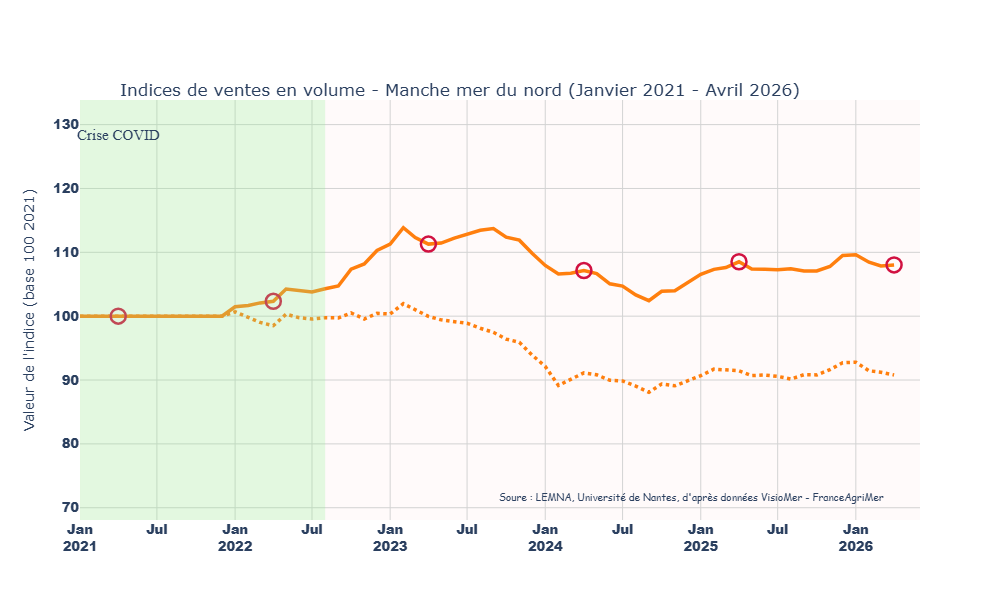 Indices de ventes en volume - Manche mer du nord (Janvier 2021 - Avril 2026)
130
Crise COVID
120
110
100
90
80
70
Valeur de l'indice (base 100 2021)
Soure : LEMNA, Université de Nantes, d'après données VisioMer - FranceAgriMer
Jan Jul Jan Jul Jan Jul Jan Jul Jan Jul Jan
2021 2022 2023 2024 2025 2026